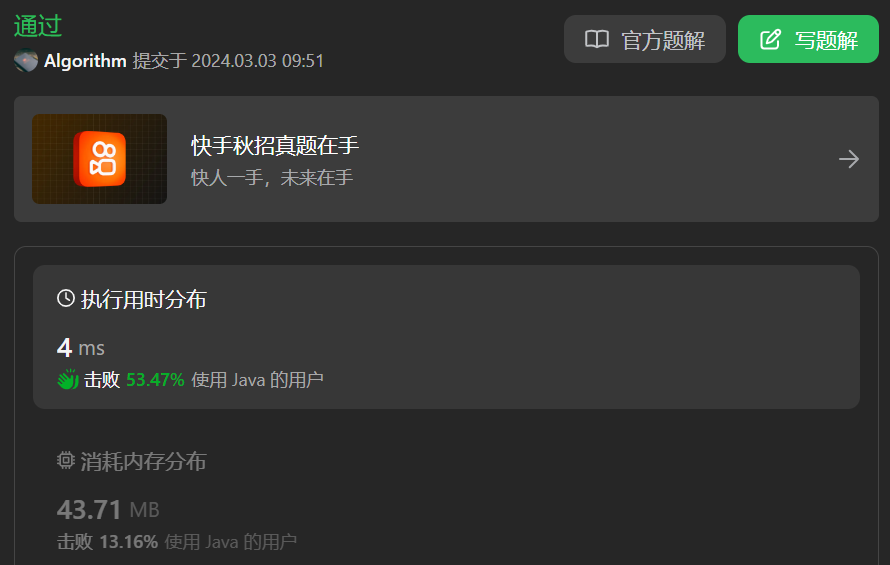 通过
Algorithm 提交于 2024.03.03 09:51
官方题解
写题解
快手秋招真题在手
快人一手，未来在手
执行用时分布
4 ms
击败 53.47% 使用 Java 的用户
消耗内存分布
43.71 MB
击败 13.16% 使用 Java 的用户